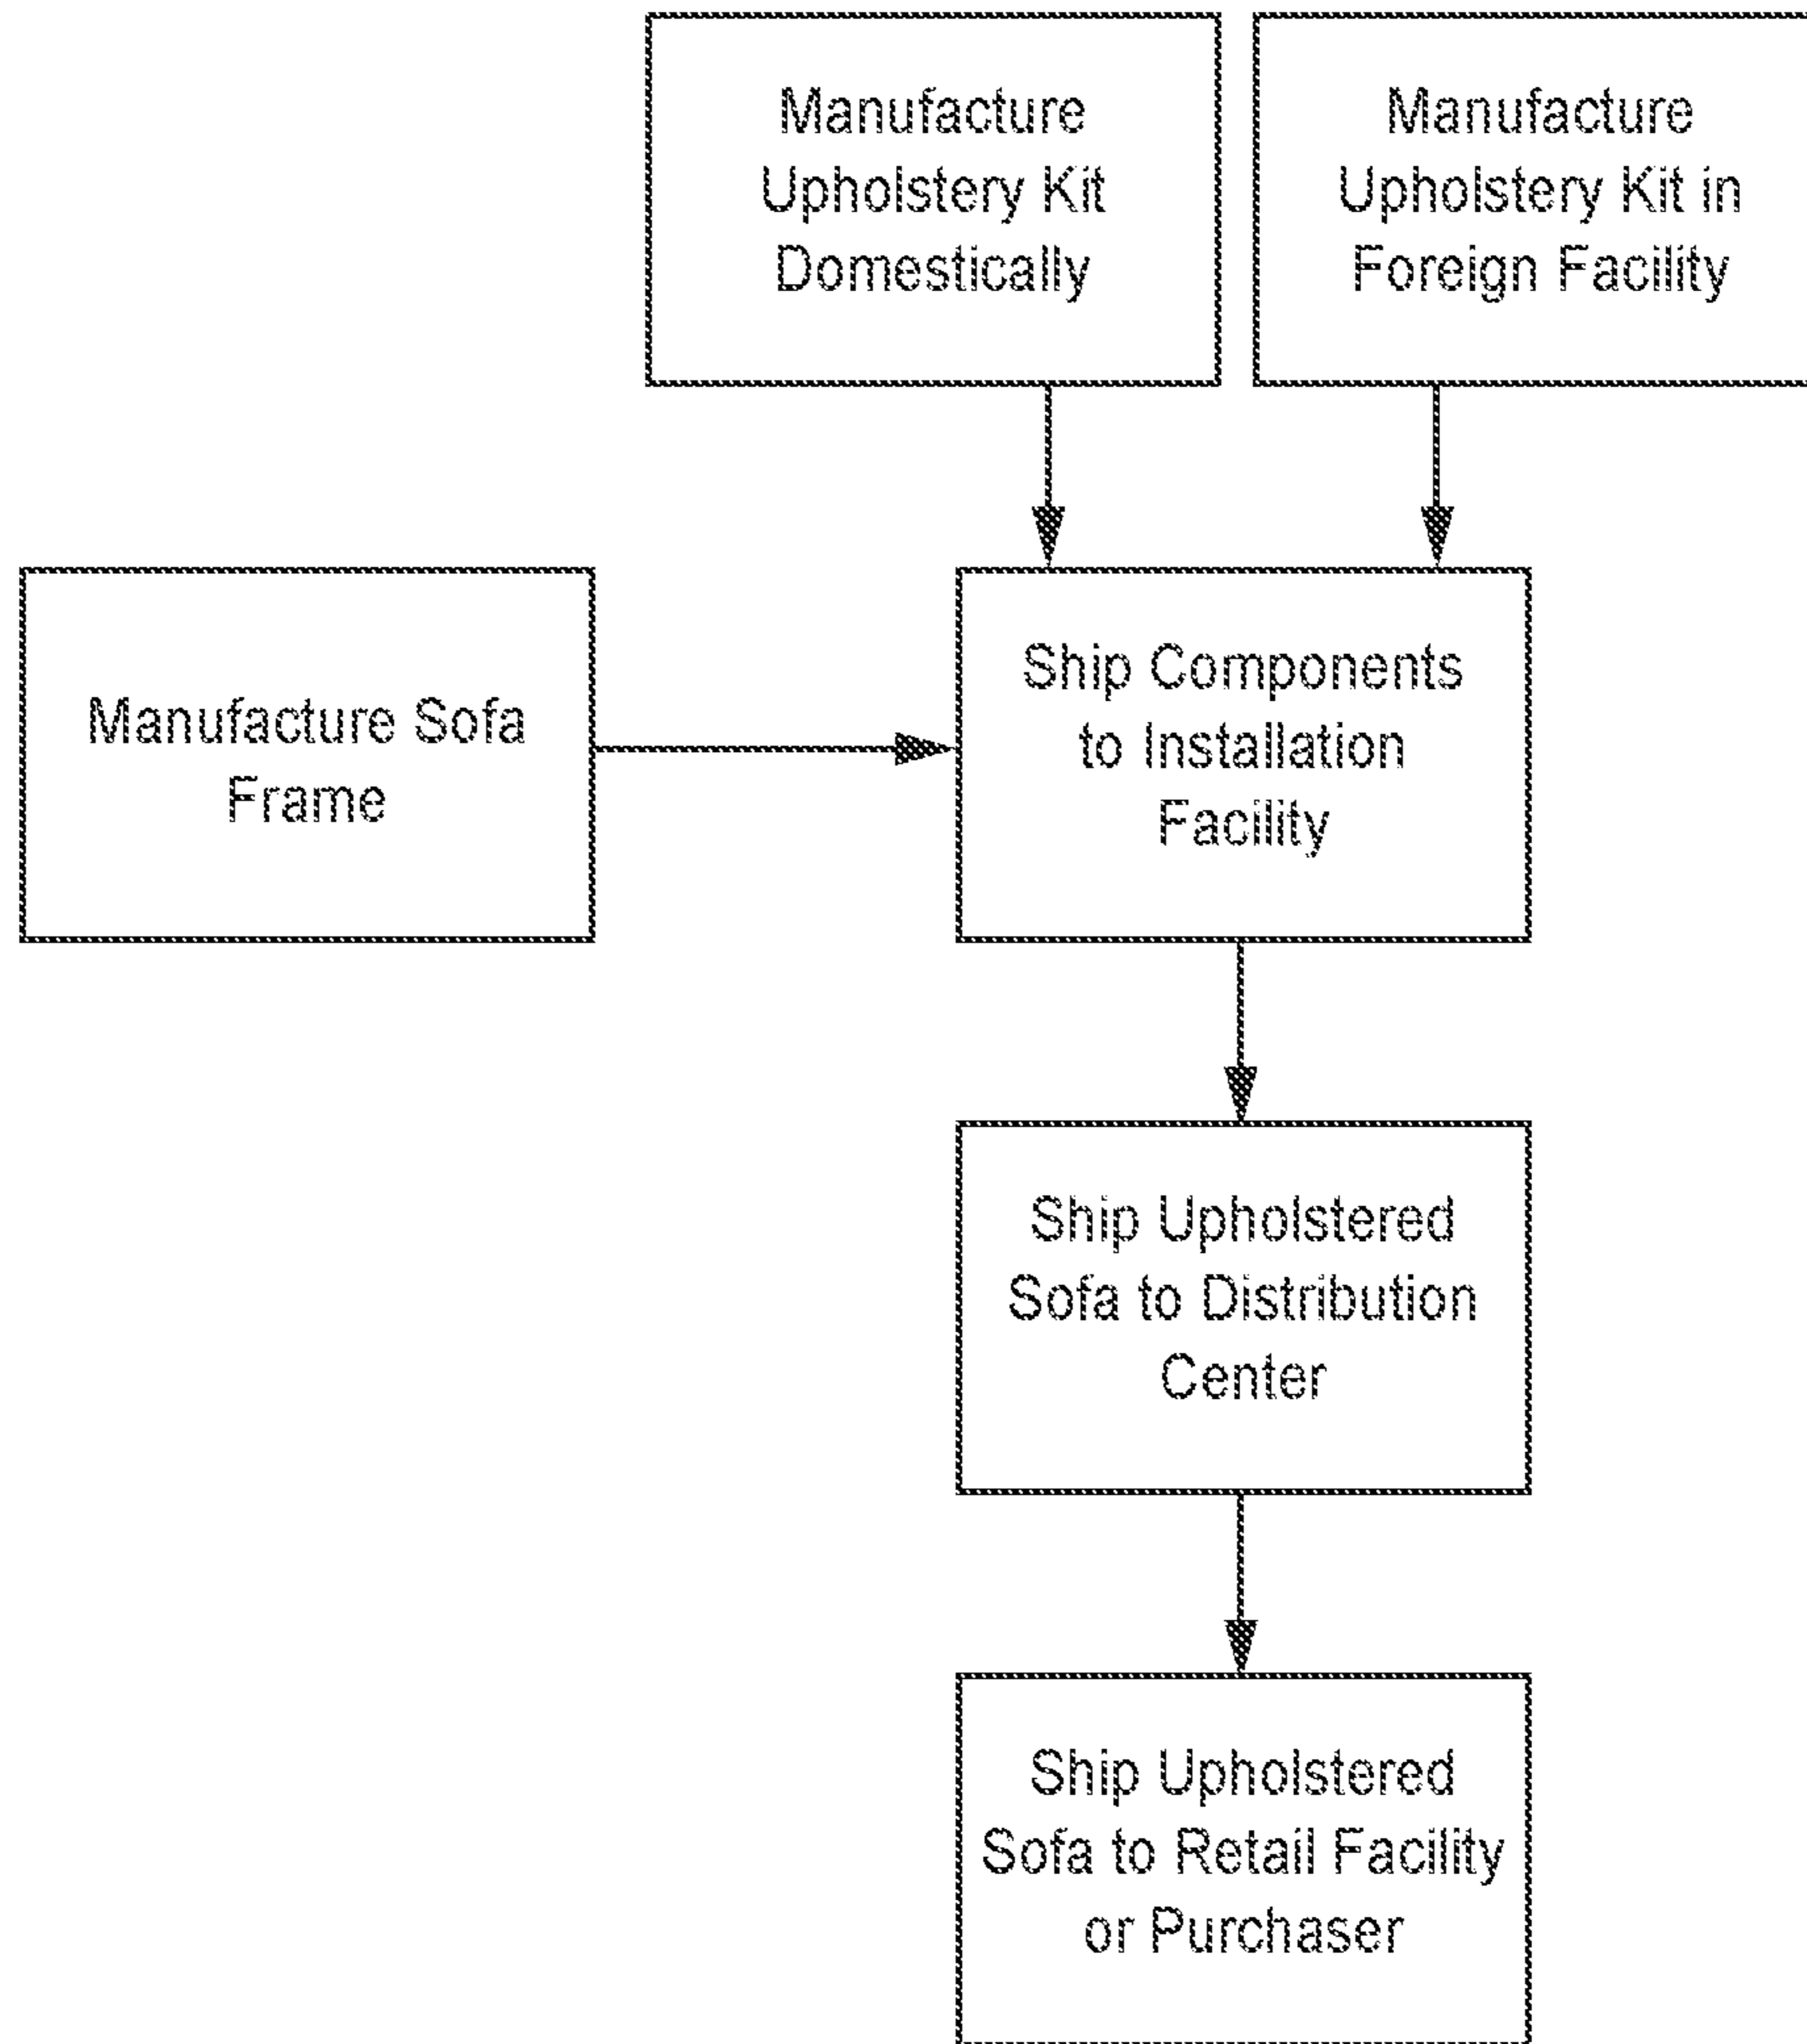 Manufacture
Upholstery Kit
Domestically
Manufacture
Upholstery Kit in
Foreign Facility
Manufacture Sofa
Frame
Ship Components
to Installation
Facility
Ship Upholstered
Sofa to Distribution
Center
Ship Upholstered
Sofa to Retail Facility
or Purchaser